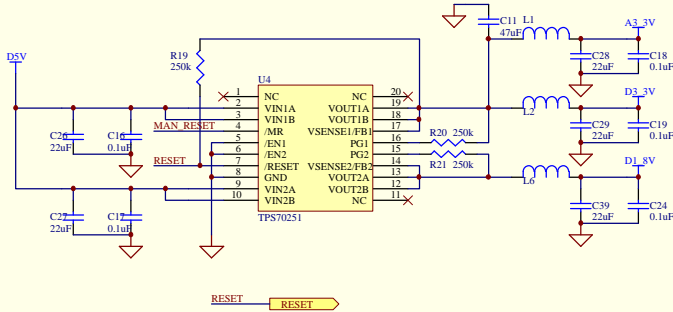 C11
47uF
L1
A3_3V
R19
250k
C28
22uF
C18
0.1uF
D5V
U4
1
2
3
4
5
6
7
8
9
10
NC
VIN1A
VIN1B
/MR
/EN1
/EN2
/RESET
GND
VIN2A
VIN2B
NC
VOUT1A
VOUT1B
VSENSE1/FB1
PG1
PG2
VSENSE2/FB2
VOUT2A
VOUT2B
NC
20
19
18
17
16
15
14
13
12
11
TPS70251
MAN_RESET
RESET
C26
22uF
C16
0.1uF
C27
22uF
C17
0.1uF
R20 250k
R21 250k
L2
D3_3V
C29
22uF
C19
0.1uF
L6
D1_8V
C39
22uF
C24
0.1uF
RESET
RESET